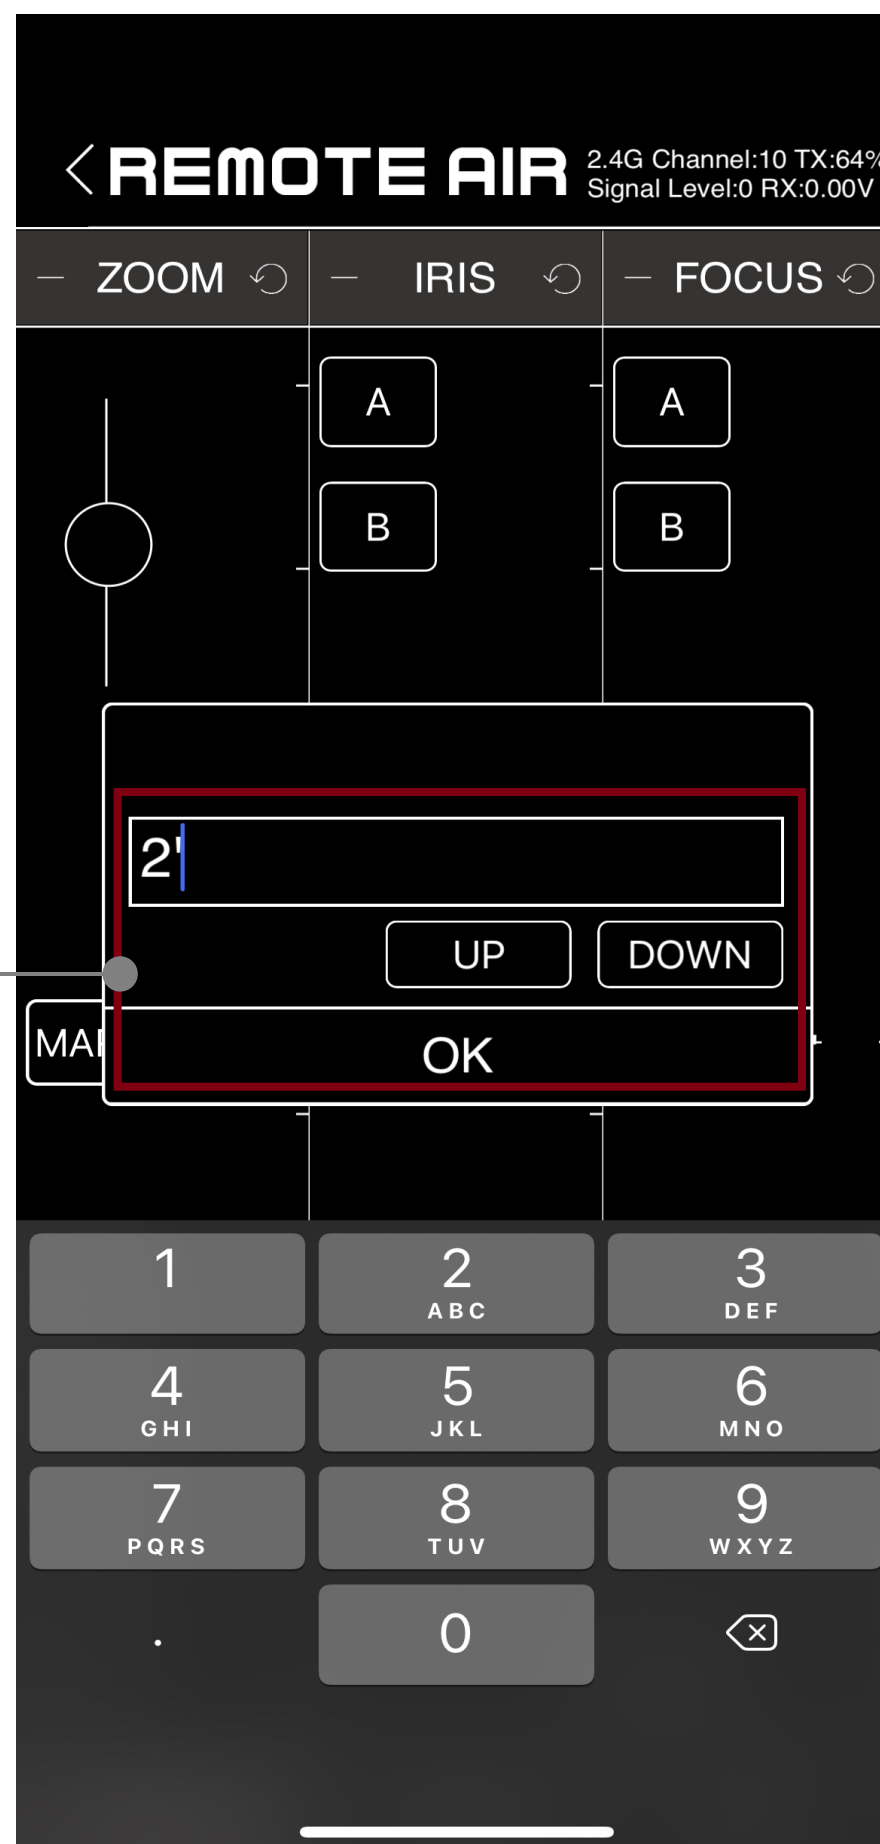 REMOTE AIR
2.4G Channel:10 TX:64%
Signal Level:0 RX:0.00V
ZOOM IRIS FOCUS
A A
B B
2'
UP DOWN
MA
OK
1 2 3
ABC DEF
4 5 6
GHI JKL MNO
7 8 9
PQRS TUV WXYZ
. 0